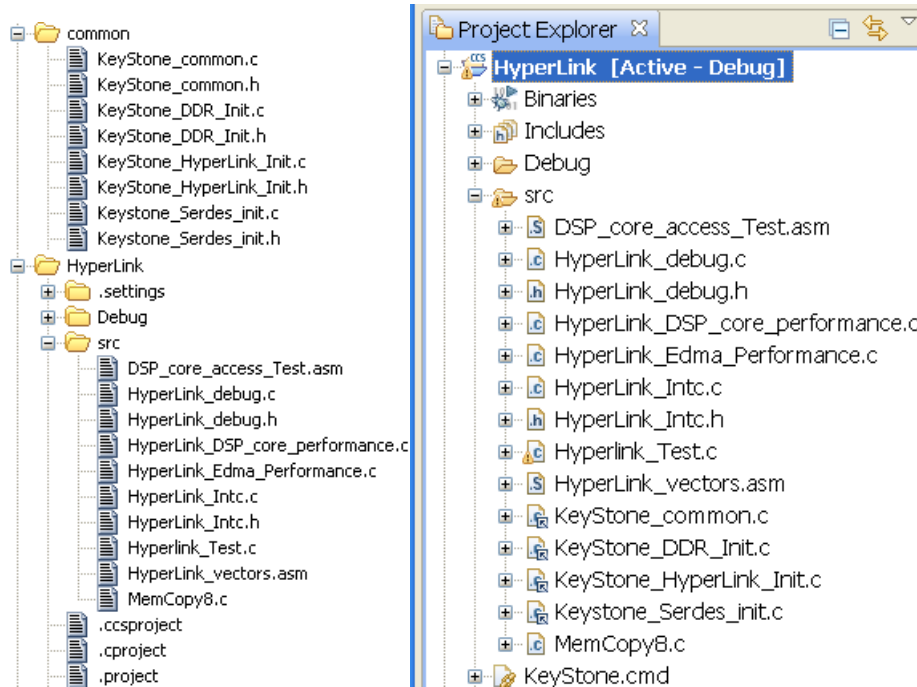 common
KeyStone_common.c
KeyStone_common.h
KeyStone_DDR_Init.c
KeyStone_DDR_Init.h
KeyStone_HyperLink_Init.c
KeyStone_HyperLink_Init.h
Keystone_Serdes_init.c
Keystone_Serdes_init.h
HyperLink
.settings
Debug
src
DSP_core_access_Test.asm
HyperLink_debug.c
HyperLink_debug.h
HyperLink_DSP_core_performance.c
HyperLink_Edma_Performance.c
HyperLink_Intc.c
HyperLink_Intc.h
Hyperlink_Test.c
HyperLink_vectors.asm
MemCopy8.c
.ccsproject
.cproject
.project
Project Explorer
HyperLink [Active - Debug]
Binaries
Includes
Debug
src
DSP_core_access_Test.asm
HyperLink_debug.c
HyperLink_debug.h
HyperLink_DSP_core_performance.c
HyperLink_Edma_Performance.c
HyperLink_Intc.c
HyperLink_Intc.h
Hyperlink_Test.c
HyperLink_vectors.asm
KeyStone_common.c
KeyStone_DDR_Init.c
KeyStone_HyperLink_Init.c
Keystone_Serdes_init.c
MemCopy8.c
KeyStone.cmd